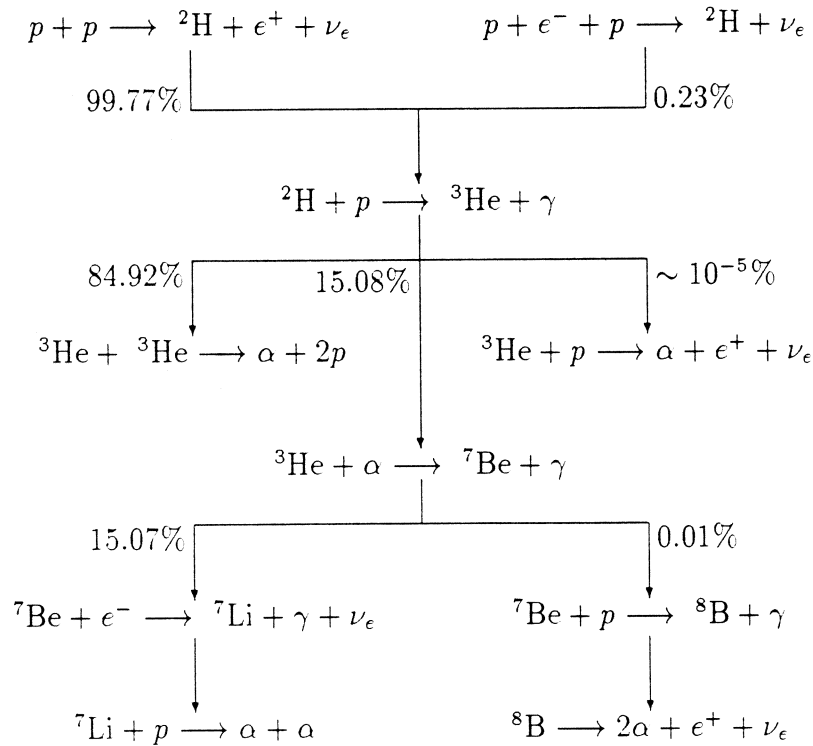 p + p ⟶ ²H + e⁺ + νₑ p + e⁻ + p ⟶ ²H + νₑ
99.77% 0.23%
²H + p ⟶ ³He + γ
84.92% 15.08% ∼ 10⁻⁵%
³He + ³He ⟶ α + 2p ³He + p ⟶ α + e⁺ + νₑ
³He + α ⟶ ⁷Be + γ
15.07% 0.01%
⁷Be + e⁻ ⟶ ⁷Li + γ + νₑ ⁷Be + p ⟶ ⁸B + γ
⁷Li + p ⟶ α + α ⁸B ⟶ 2α + e⁺ + νₑ